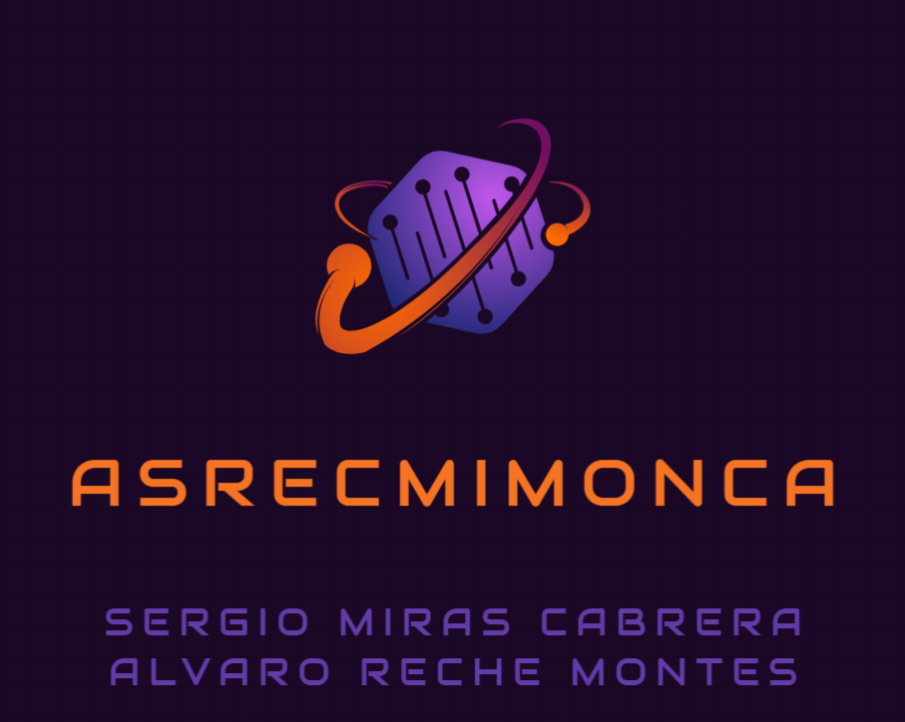 ASRECMIMONCA
SERGIO MIRAS CABRERA
ALVARO RECHE MONTES